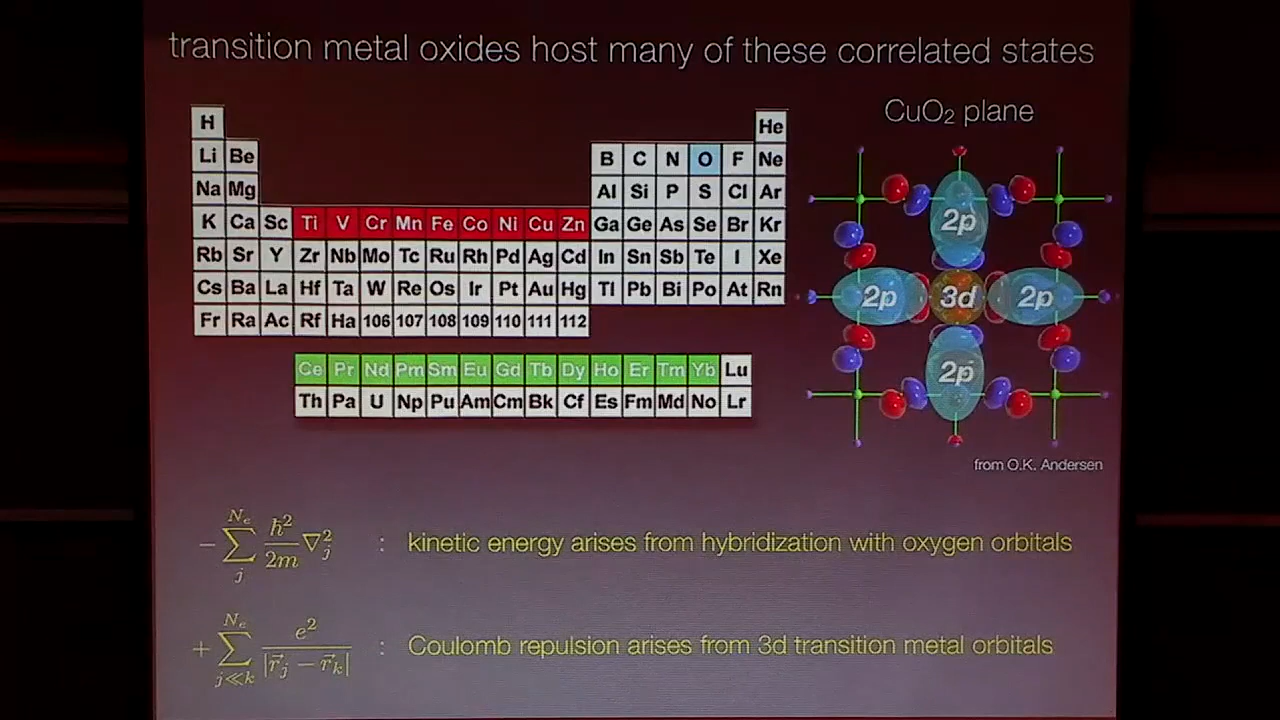 transition metal oxides host many of these correlated states
CuO₂ plane
H He
Li Be B C N O F Ne
Na Mg Al Si P S Cl Ar
K Ca Sc Ti V Cr Mn Fe Co Ni Cu Zn Ga Ge As Se Br Kr
Rb Sr Y Zr Nb Mo Tc Ru Rh Pd Ag Cd In Sn Sb Te I Xe
Cs Ba La Hf Ta W Re Os Ir Pt Au Hg Tl Pb Bi Po At Rn
Fr Ra Ac Rf Ha 106 107 108 109 110 111 112
Ce Pr Nd Pm Sm Eu Gd Tb Dy Ho Er Tm Yb Lu
Th Pa U Np Pu Am Cm Bk Cf Es Fm Md No Lr
2p
2p 3d 2p
2p
from O.K. Andersen
− ∑_j^{N_e} ħ²/2m ∇_j² : kinetic energy arises from hybridization with oxygen orbitals
+ ∑_{j≪k}^{N_e} e²/|r⃗_j − r⃗_k| : Coulomb repulsion arises from 3d transition metal orbitals